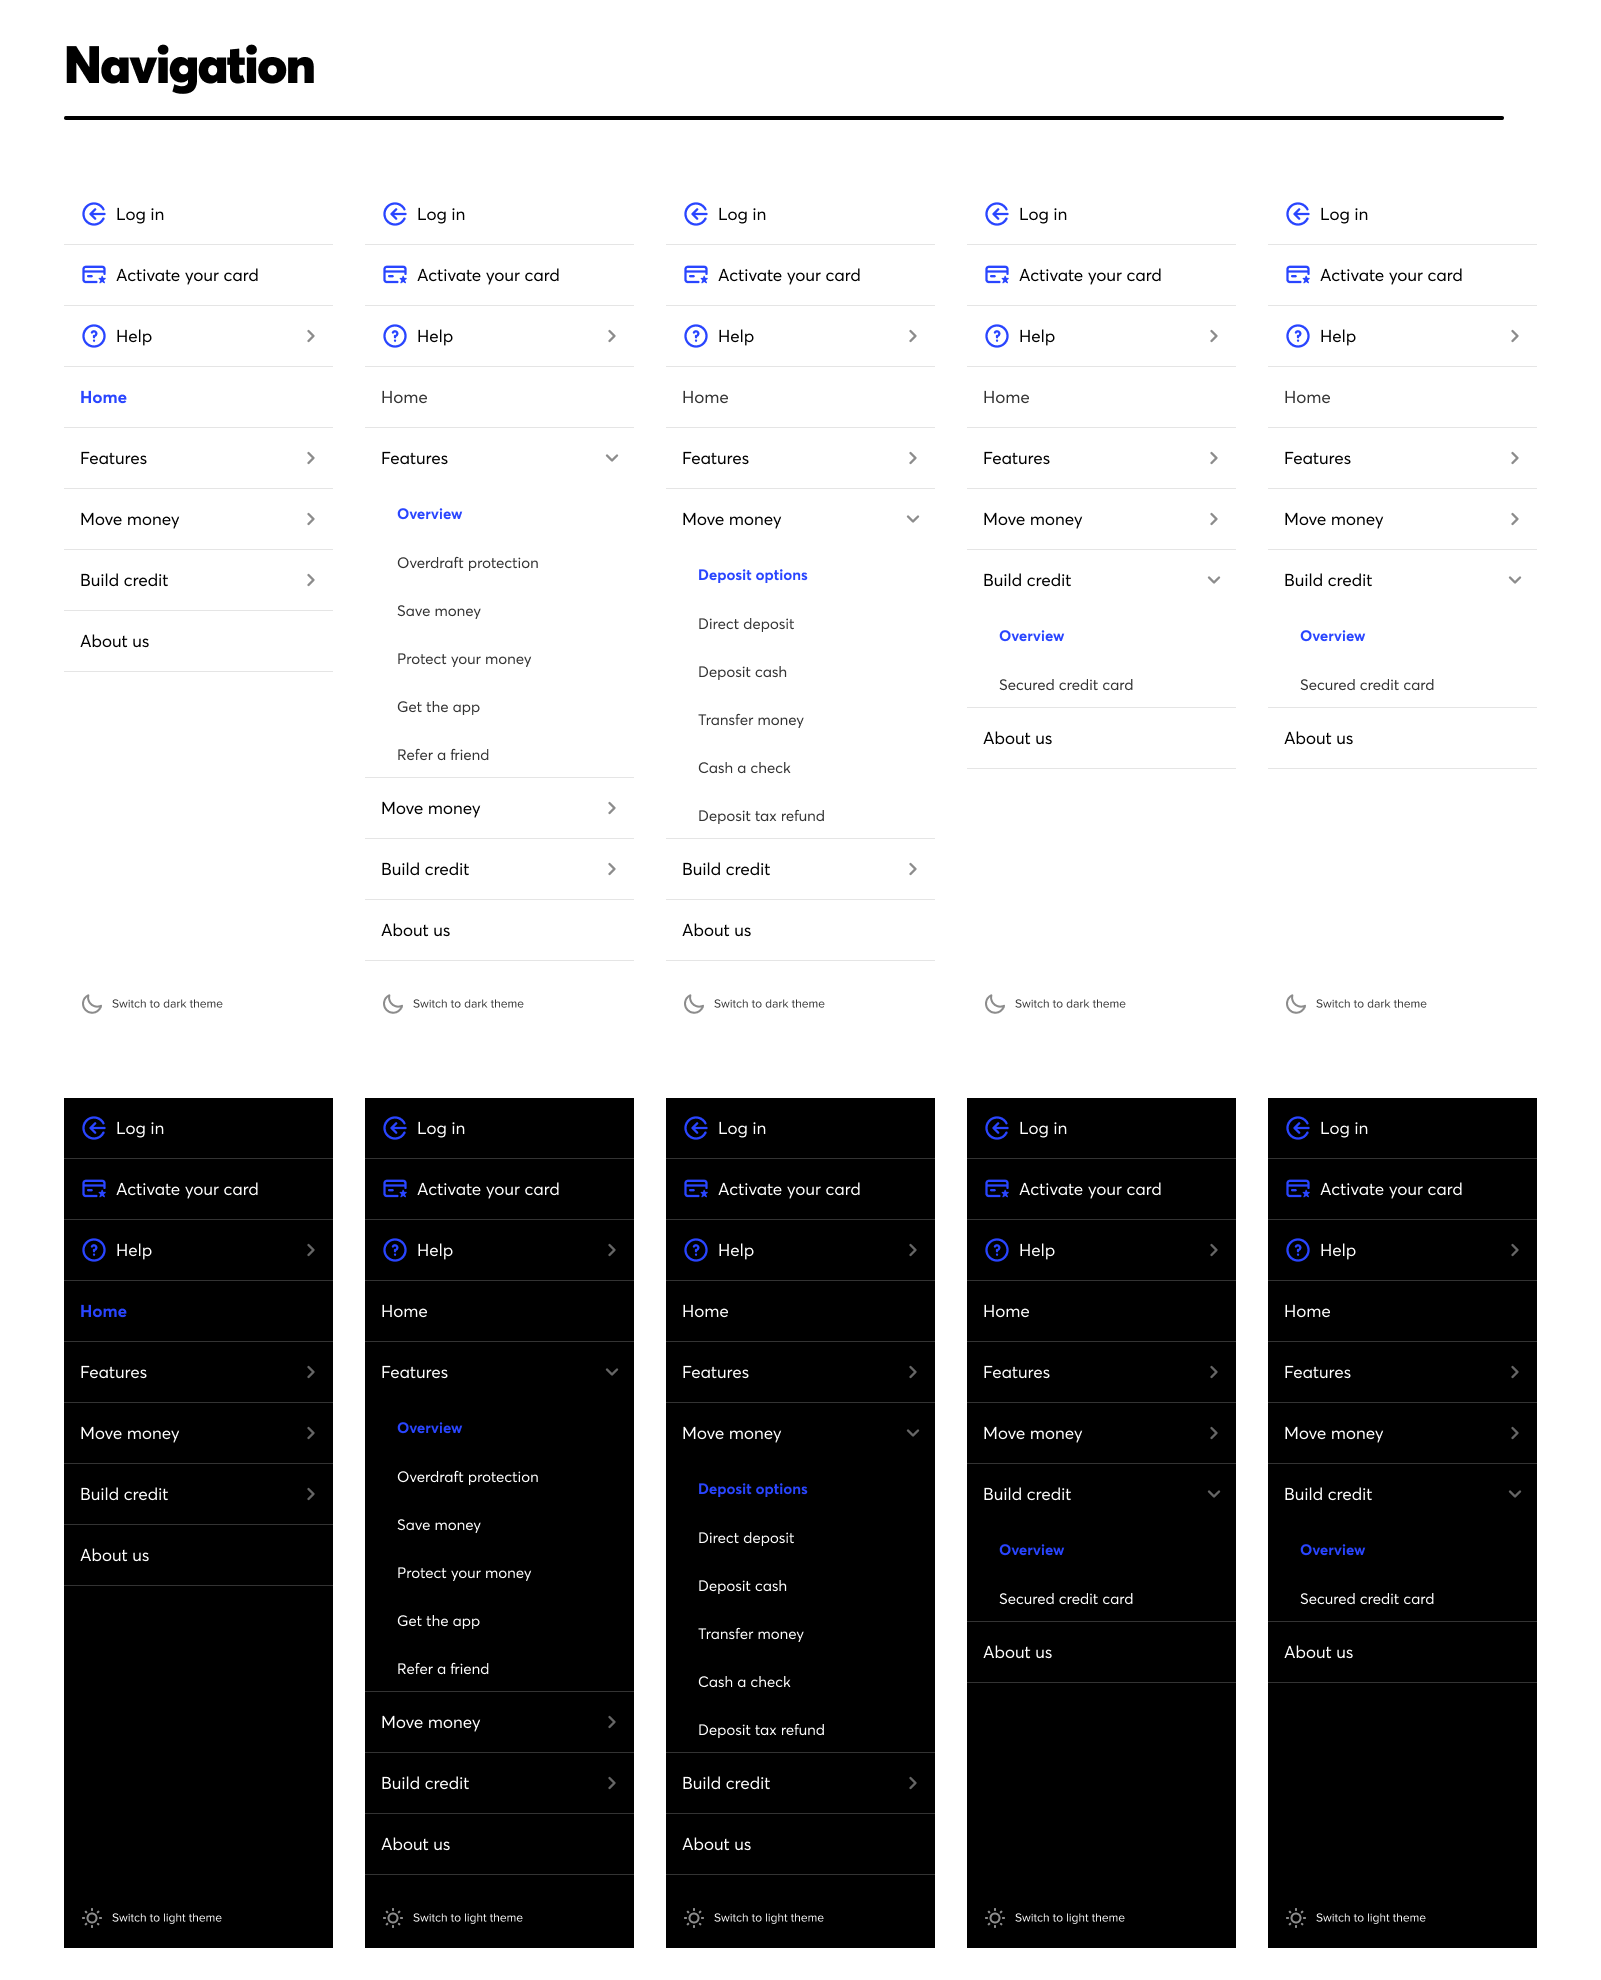 Navigation
Log in
Activate your card
Help
Home
Features
Move money
Build credit
About us
Switch to dark theme
Log in
Activate your card
Help
Home
Features
Overview
Overdraft protection
Save money
Protect your money
Get the app
Refer a friend
Move money
Build credit
About us
Switch to dark theme
Log in
Activate your card
Help
Home
Features
Move money
Deposit options
Direct deposit
Deposit cash
Transfer money
Cash a check
Deposit tax refund
Build credit
About us
Switch to dark theme
Log in
Activate your card
Help
Home
Features
Move money
Build credit
Overview
Secured credit card
About us
Switch to dark theme
Log in
Activate your card
Help
Home
Features
Move money
Build credit
Overview
Secured credit card
About us
Switch to dark theme
Log in
Activate your card
Help
Home
Features
Move money
Build credit
About us
Switch to light theme
Log in
Activate your card
Help
Home
Features
Overview
Overdraft protection
Save money
Protect your money
Get the app
Refer a friend
Move money
Build credit
About us
Switch to light theme
Log in
Activate your card
Help
Home
Features
Move money
Deposit options
Direct deposit
Deposit cash
Transfer money
Cash a check
Deposit tax refund
Build credit
About us
Switch to light theme
Log in
Activate your card
Help
Home
Features
Move money
Build credit
Overview
Secured credit card
About us
Switch to light theme
Log in
Activate your card
Help
Home
Features
Move money
Build credit
Overview
Secured credit card
About us
Switch to light theme